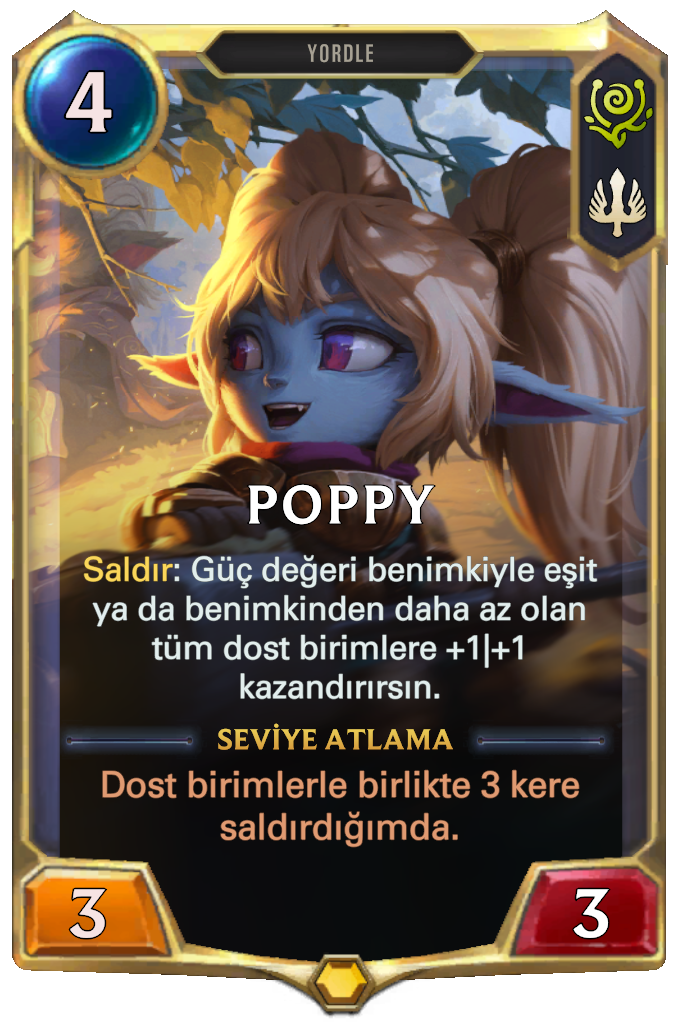 4
YORDLE
POPPY
Saldır: Güç değeri benimkiyle eşit
ya da benimkinden daha az olan
tüm dost birimlere +1|+1
kazandırırsın.
SEVİYE ATLAMA
Dost birimlerle birlikte 3 kere
saldırdığımda.
3
3